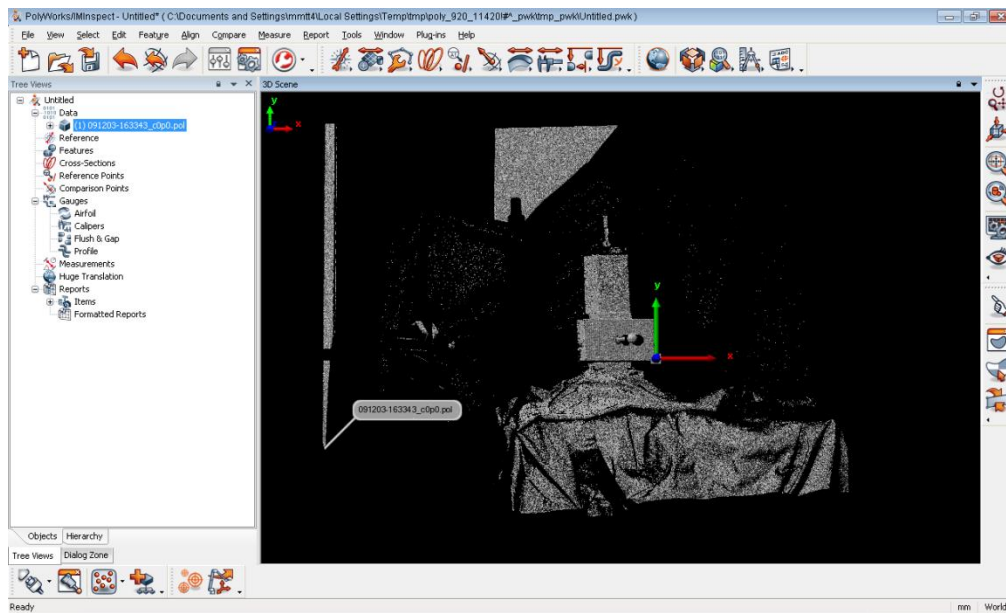 PolyWorks/IMInspect - Untitled* ( C:\Documents and Settings\mmtt4\Local Settings\Temp\tmp\poly_920_11420!#^_pwk\tmp_pwk\Untitled.pwk )
File View Select Edit Feature Align Compare Measure Report Tools Window Plug-ins Help
Tree Views
3D Scene
Untitled
Data
(1) 091203-163343_c0p0.pol
Reference
Features
Cross-Sections
Reference Points
Comparison Points
Gauges
Airfoil
Calipers
Flush & Gap
Profile
Measurements
Huge Translation
Reports
Items
Formatted Reports
y
x
y
x
091203-163343_c0p0.pol
Objects Hierarchy
Tree Views Dialog Zone
Ready
mm World